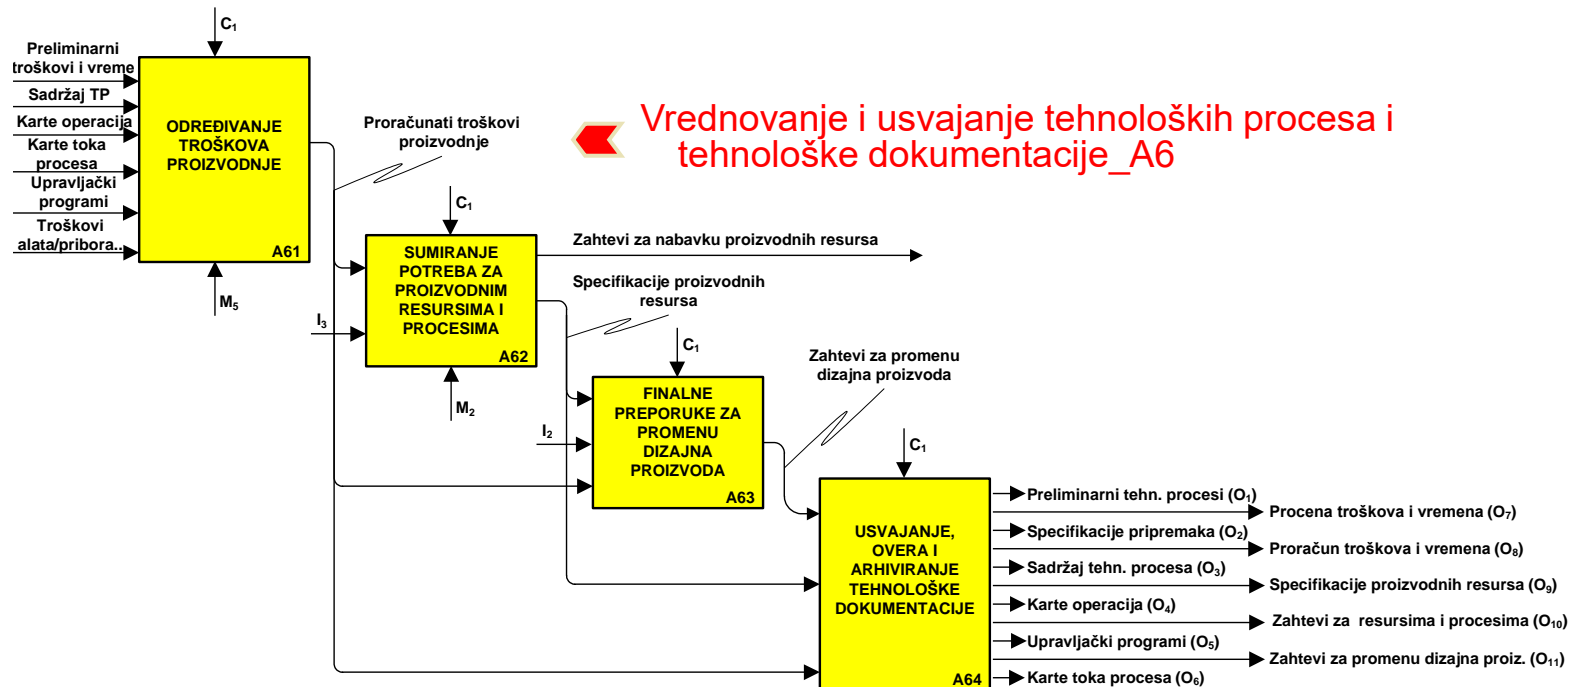 C₁
Preliminarni
troškovi i vreme
Sadržaj TP
Karte operacija
Karte toka
procesa
Upravljački
programi
Troškovi
alata/pribora..
ODREĐIVANJE
TROŠKOVA
PROIZVODNJE
A61
M₅
Proračunati troškovi
proizvodnje
Vrednovanje i usvajanje tehnoloških procesa i
tehnološke dokumentacije_A6
C₁
SUMIRANJE
POTREBA ZA
PROIZVODNIM
RESURSIMA I
PROCESIMA
A62
I₃
M₂
Zahtevi za nabavku proizvodnih resursa
Specifikacije proizvodnih
resursa
C₁
FINALNE
PREPORUKE ZA
PROMENU
DIZAJNA
PROIZVODA
A63
I₂
Zahtevi za promenu
dizajna proizvoda
C₁
USVAJANJE,
OVERA I
ARHIVIRANJE
TEHNOLOŠKE
DOKUMENTACIJE
A64
Preliminarni tehn. procesi (O₁)
Procena troškova i vremena (O₇)
Specifikacije pripremaka (O₂)
Proračun troškova i vremena (O₈)
Sadržaj tehn. procesa (O₃)
Specifikacije proizvodnih resursa (O₉)
Karte operacija (O₄)
Zahtevi za resursima i procesima (O₁₀)
Upravljački programi (O₅)
Zahtevi za promenu dizajna proiz. (O₁₁)
Karte toka procesa (O₆)